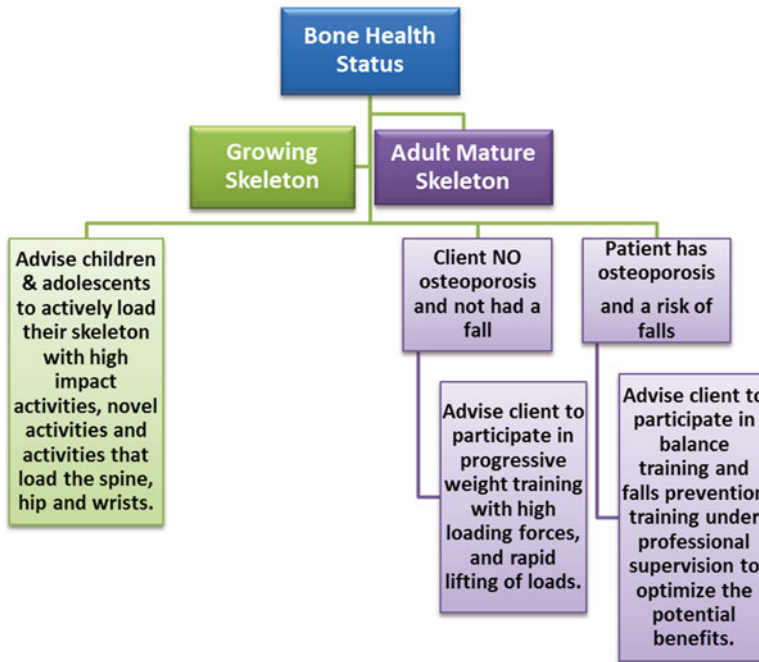 Bone Health
Status
Growing
Skeleton
Adult Mature
Skeleton
Advise children
& adolescents
to actively load
their skeleton
with high
impact
activities, novel
activities and
activities that
load the spine,
hip and wrists.
Client NO
osteoporosis
and not had a
fall
Advise client to
participate in
progressive
weight training
with high
loading forces,
and rapid
lifting of loads.
Patient has
osteoporosis
and a risk of
falls
Advise client to
participate in
balance
training and
falls prevention
training under
professional
supervision to
optimize the
potential
benefits.